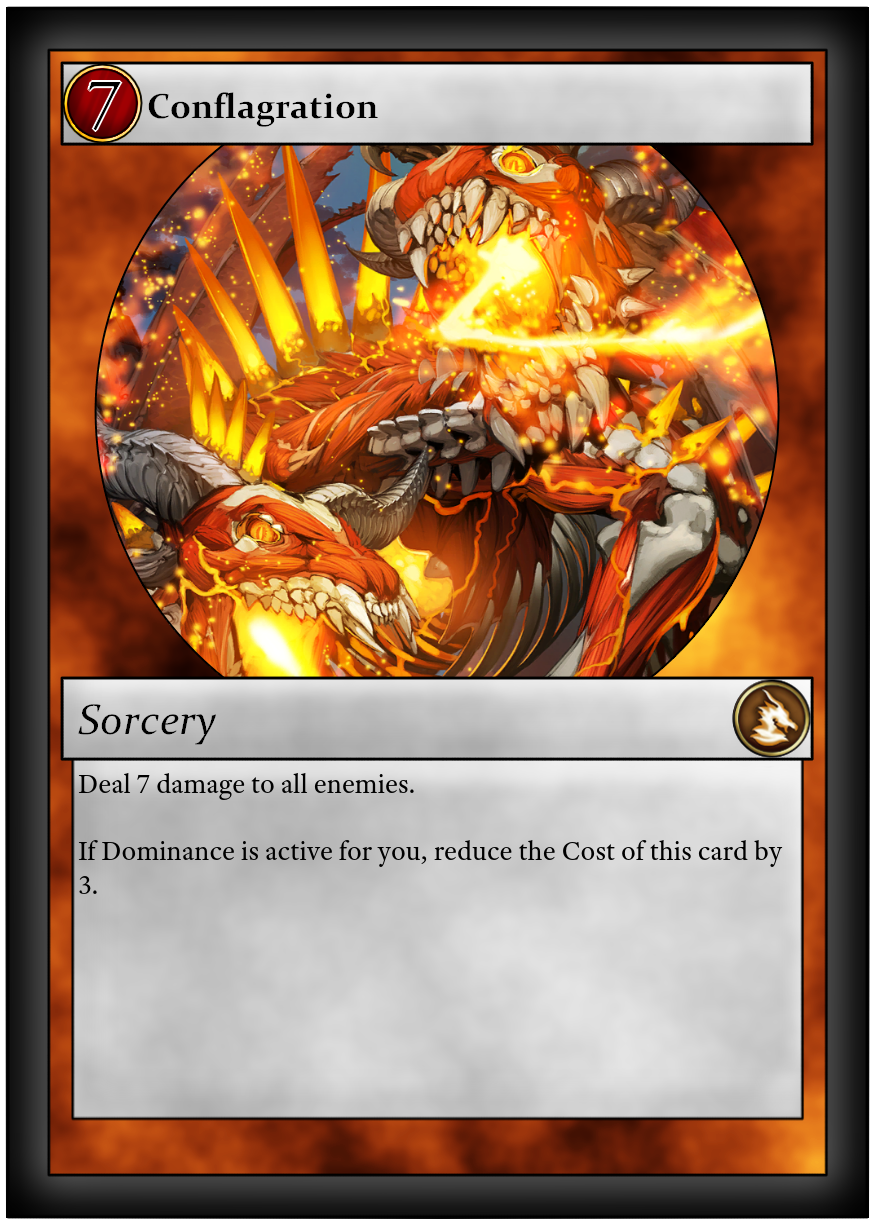 7 Conflagration
Sorcery
Deal 7 damage to all enemies.
If Dominance is active for you, reduce the Cost of this card by
3.